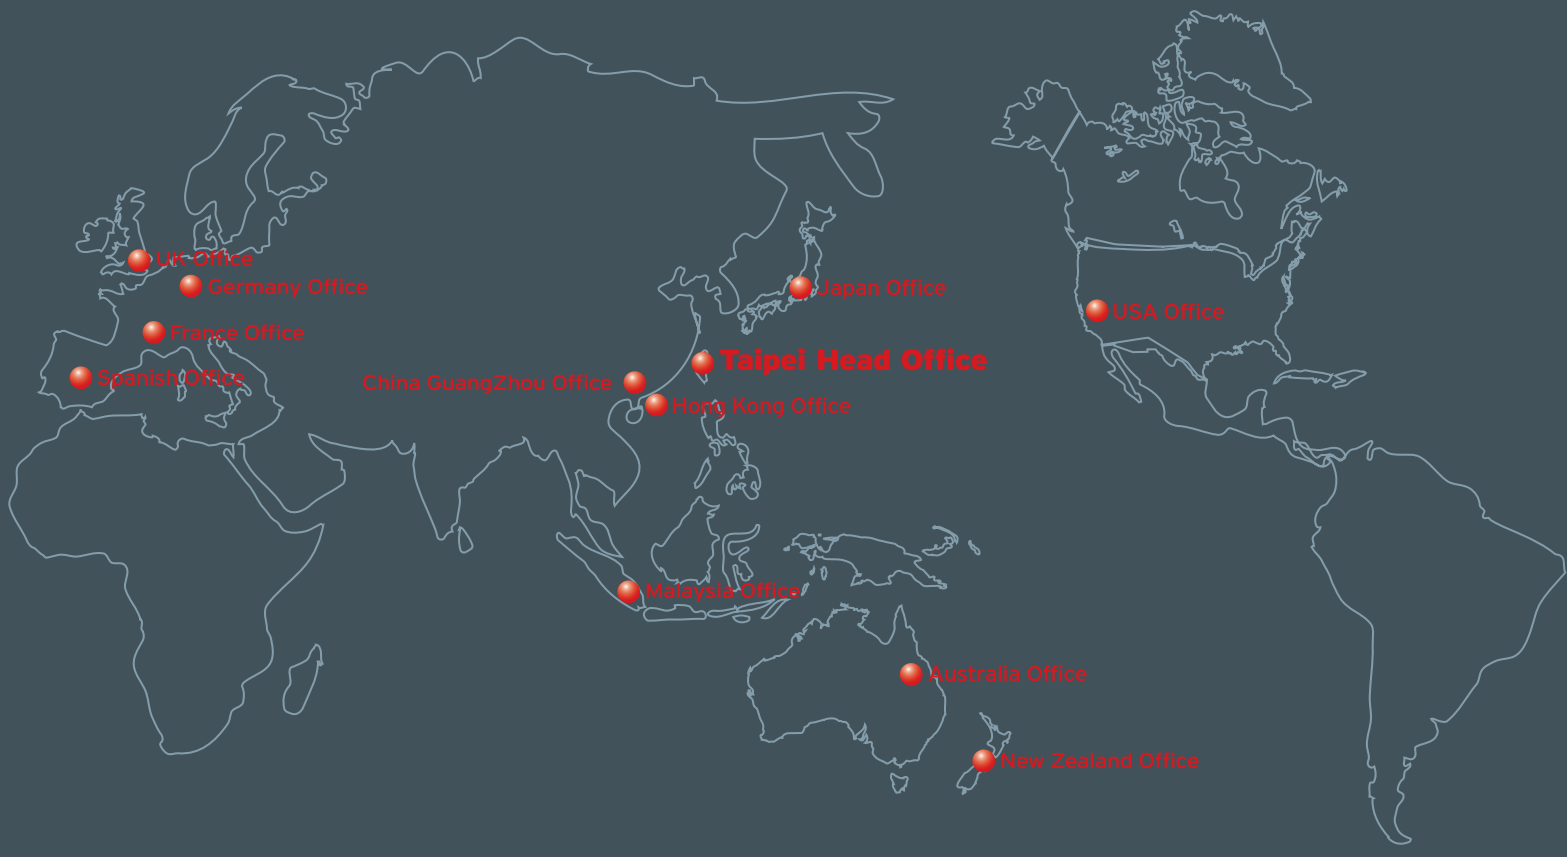 UK Office
Germany Office
Japan Office
USA Office
France Office
Taipei Head Office
Spanish Office
China GuangZhou Office
Hong Kong Office
Malaysia Office
Australia Office
New Zealand Office